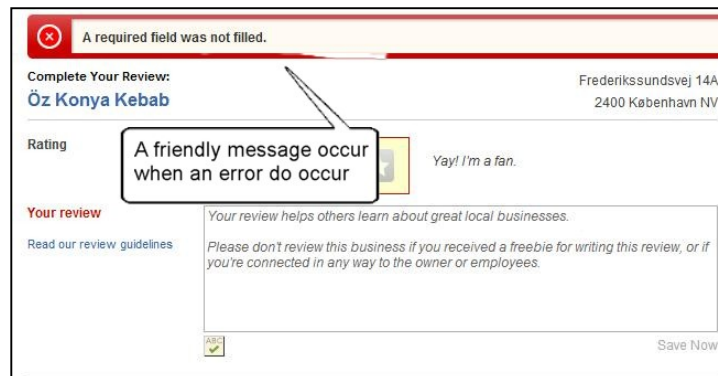 A required field was not filled.
Complete Your Review:
Öz Konya Kebab
Frederikssundsvej 14A
2400 København NV
Rating
A friendly message occur
when an error do occur
Yay! I'm a fan.
Your review
Read our review guidelines
Your review helps others learn about great local businesses.
Please don't review this business if you received a freebie for writing this review, or if
you're connected in any way to the owner or employees.
ABC
Save Now